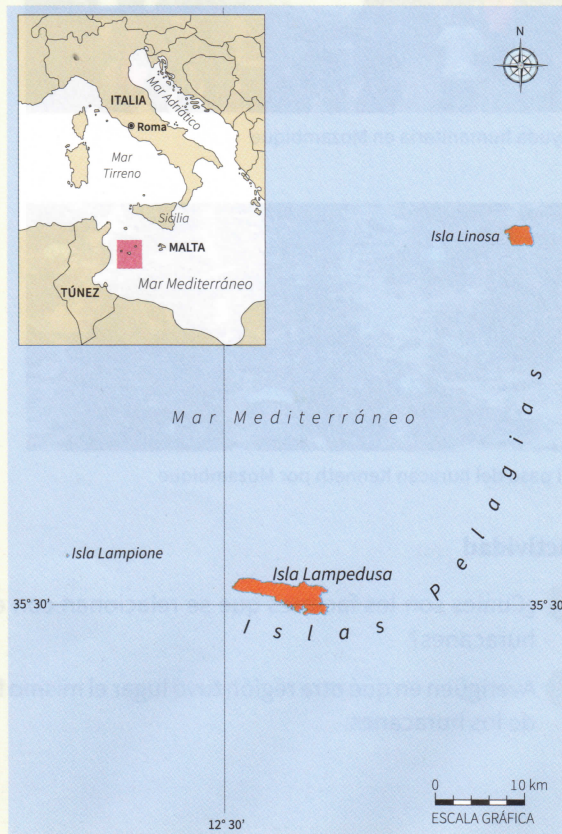 ITALIA
Mar Adriático
Roma
Mar
Tirreno
Sicilia
MALTA
Mar Mediterráneo
TÚNEZ
N
Isla Linosa
Mar Mediterráneo
Isla Lampione
Isla Lampedusa
Islas Pelagias
35° 30'
35° 30'
0 10 km
ESCALA GRÁFICA
12° 30'